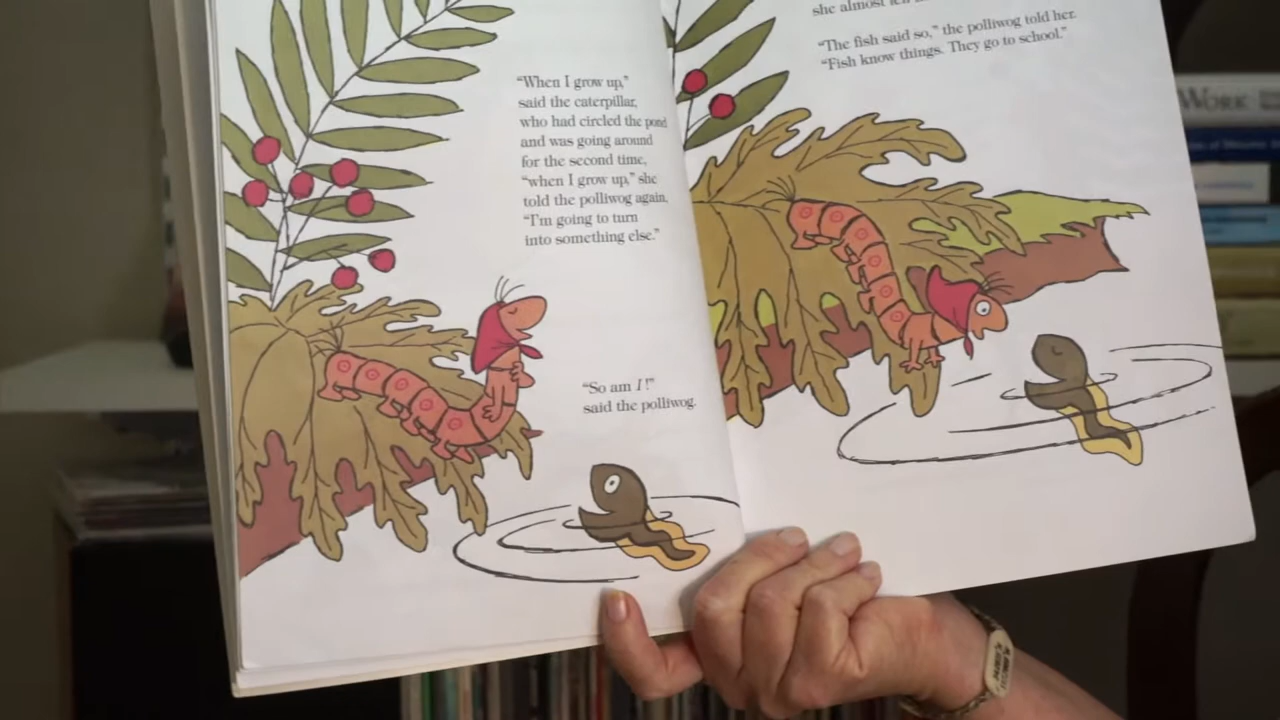 “When I grow up,”
said the caterpillar,
who had circled the pond
and was going around
for the second time,
“when I grow up,” she
told the polliwog again,
“I’m going to turn
into something else.”
“So am I!”
said the polliwog.
she almost
“The fish said so,” the polliwog told her.
“Fish know things. They go to school.”
WORK